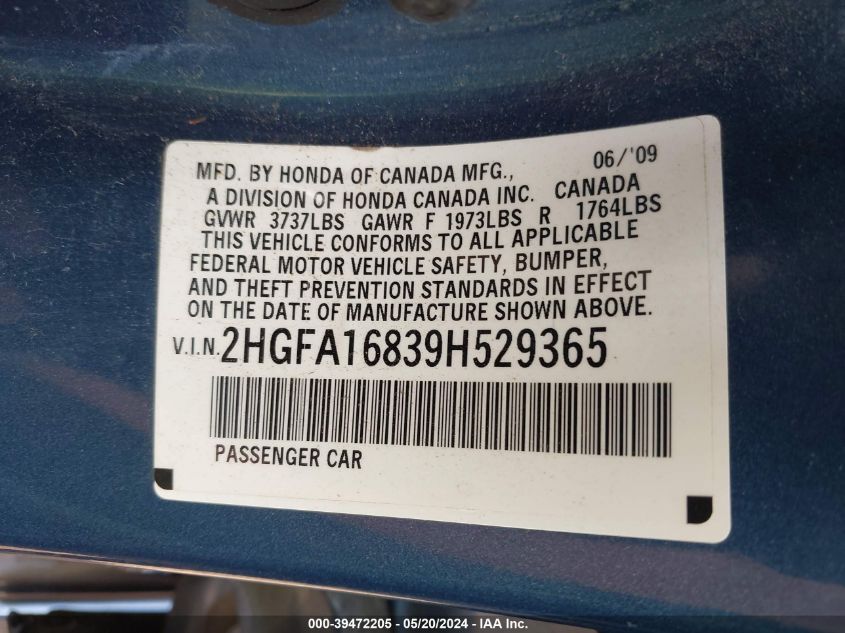 MFD. BY HONDA OF CANADA MFG., 06/'09
A DIVISION OF HONDA CANADA INC. CANADA
GVWR 3737LBS GAWR F 1973LBS R 1764LBS
THIS VEHICLE CONFORMS TO ALL APPLICABLE
FEDERAL MOTOR VEHICLE SAFETY, BUMPER,
AND THEFT PREVENTION STANDARDS IN EFFECT
ON THE DATE OF MANUFACTURE SHOWN ABOVE.
V.I.N. 2HGFA16839H529365
PASSENGER CAR
000-39472205 - 05/20/2024 - IAA Inc.